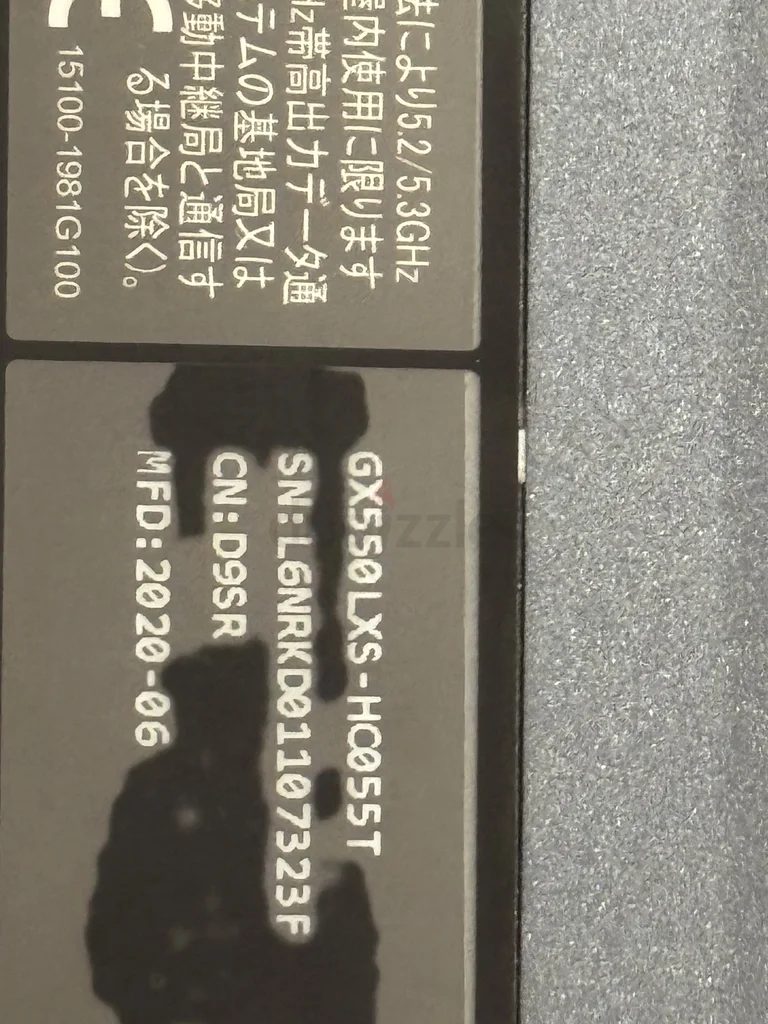 法により5.2/5.3GHz
屋内使用に限ります
Hz帯高出力データ通
テムの基地局又は
移動中継局と通信す
る場合を除く)。
15100-1981G100
GX550LXS-HC055T
SN:L6NRKD01107323F
CN:D9SR
MFD:2020-06
dubizzle